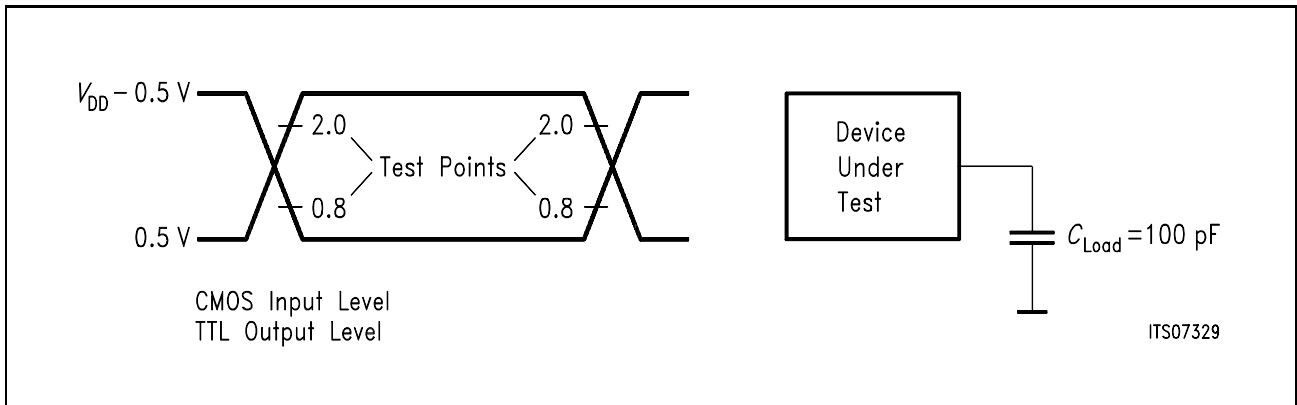 V_DD – 0.5 V
2.0
2.0
Test Points
0.8
0.8
0.5 V
CMOS Input Level
TTL Output Level
Device
Under
Test
C_Load =100 pF
ITS07329